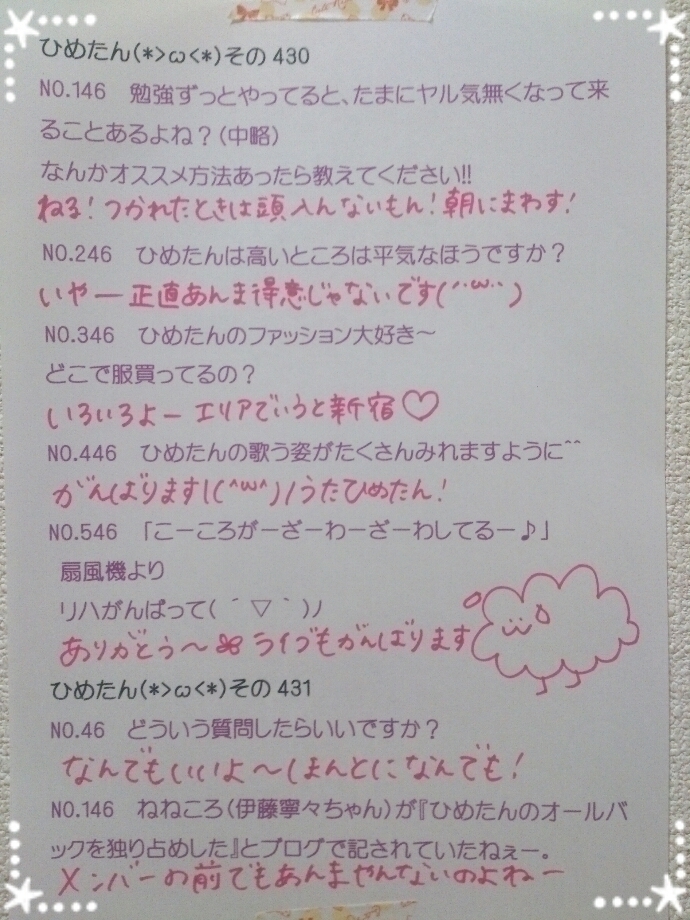 ひめたん(*>ω<*)その430
NO.146 勉強ずっとやってると、たまにヤル気無くなって来
ることあるよね?(中略)
なんかオススメ方法あったら教えてください!!
ねる!つかれたときは頭入んないもん!朝にまわす!
NO.246 ひめたんは高いところは平気なほうですか?
いやー正直あんま得意じゃないです(´・ω・`)
NO.346 ひめたんのファッション大好き〜
どこで服買ってるの?
いろいろよーエリアでいうと新宿♡
NO.446 ひめたんの歌う姿がたくさんみれますように^^
がんばります!(^ω^)ノうたひめたん!
NO.546 「こーころがーざーわーざーわしてるー♪」
扇風機より
リハがんばって(´▽`)ノ
ありがとう〜 ライブもがんばります
ひめたん(*>ω<*)その431
NO.46 どういう質問したらいいですか?
なんでもいいよ〜ほんとになんでも!
NO.146 ねねころ(伊藤寧々ちゃん)が『ひめたんのオールバ
ックを独り占めした』とブログで記されていたねぇー。
メンバーの前でもあんまやんないのよねー